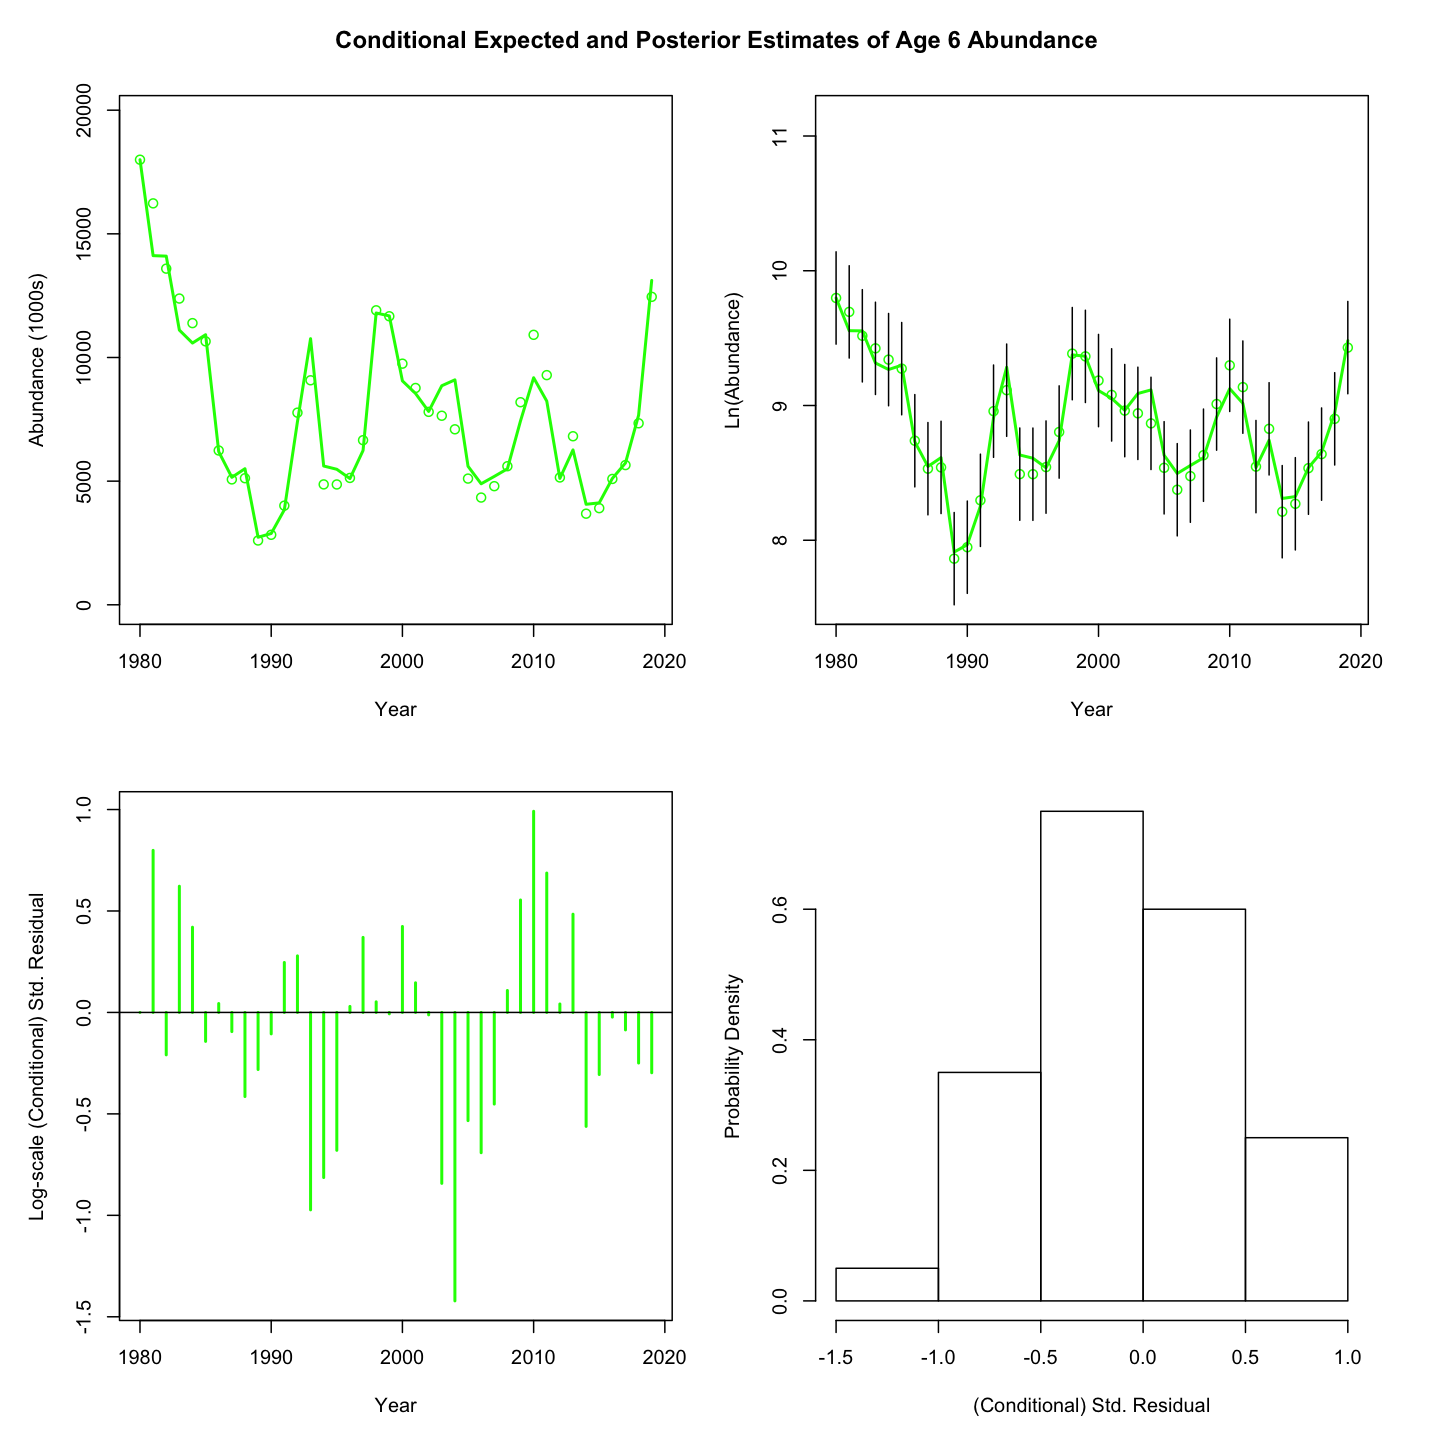 Conditional Expected and Posterior Estimates of Age 6 Abundance
Abundance (1000s)
20000
15000
10000
5000
0
1980 1990 2000 2010 2020
Year
Ln(Abundance)
11
10
9
8
1980 1990 2000 2010 2020
Year
Log-scale (Conditional) Std. Residual
1.0
0.5
0.0
-0.5
-1.0
-1.5
1980 1990 2000 2010 2020
Year
Probability Density
0.6
0.4
0.2
0.0
-1.5 -1.0 -0.5 0.0 0.5 1.0
(Conditional) Std. Residual